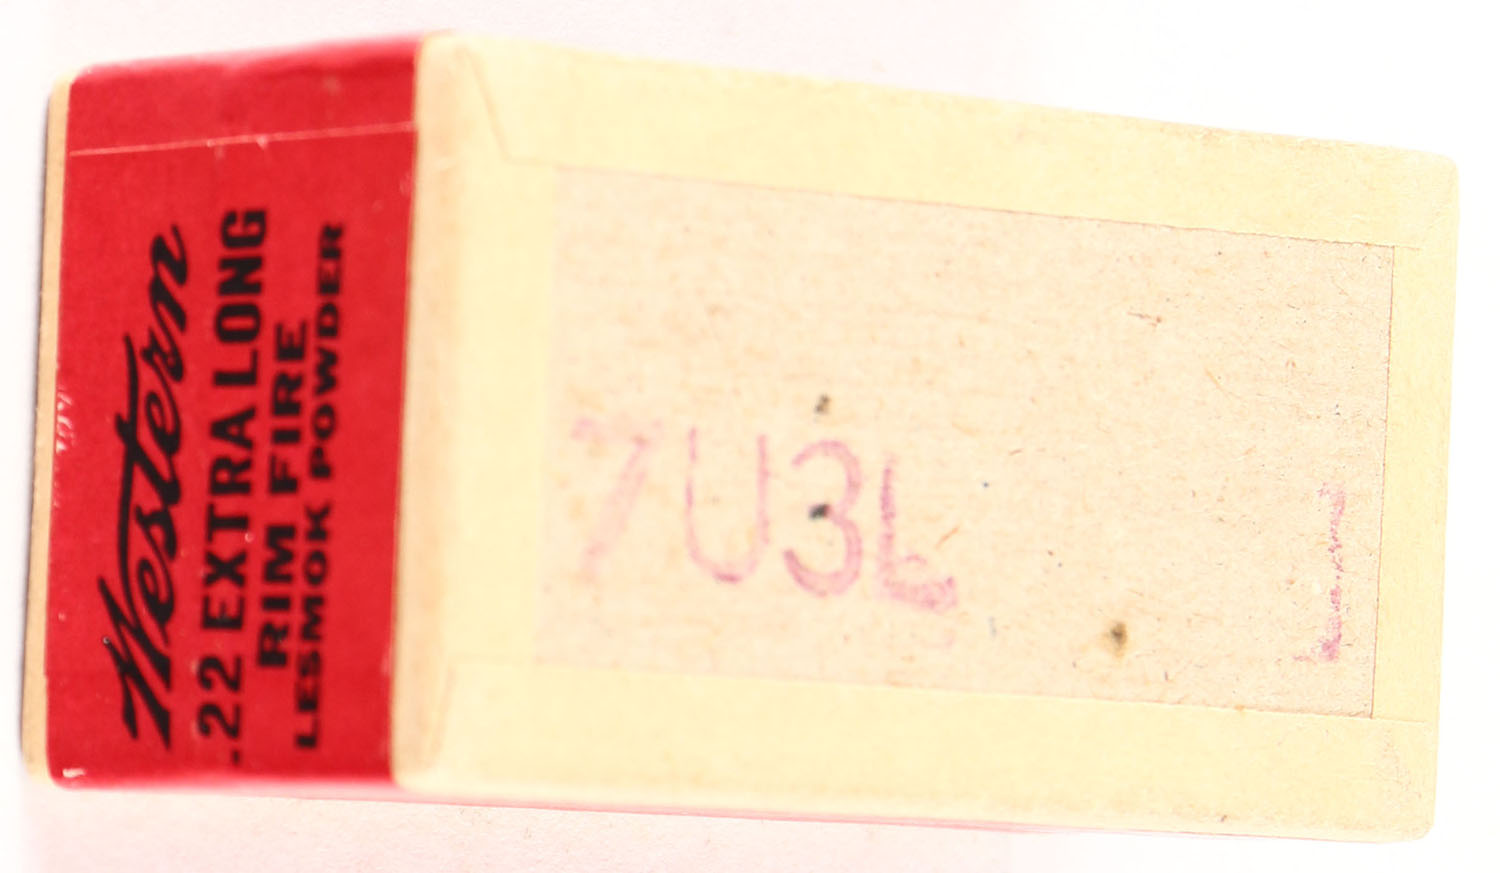 Western
.22 EXTRA LONG
RIM FIRE
LESMOK POWDER
7U3L